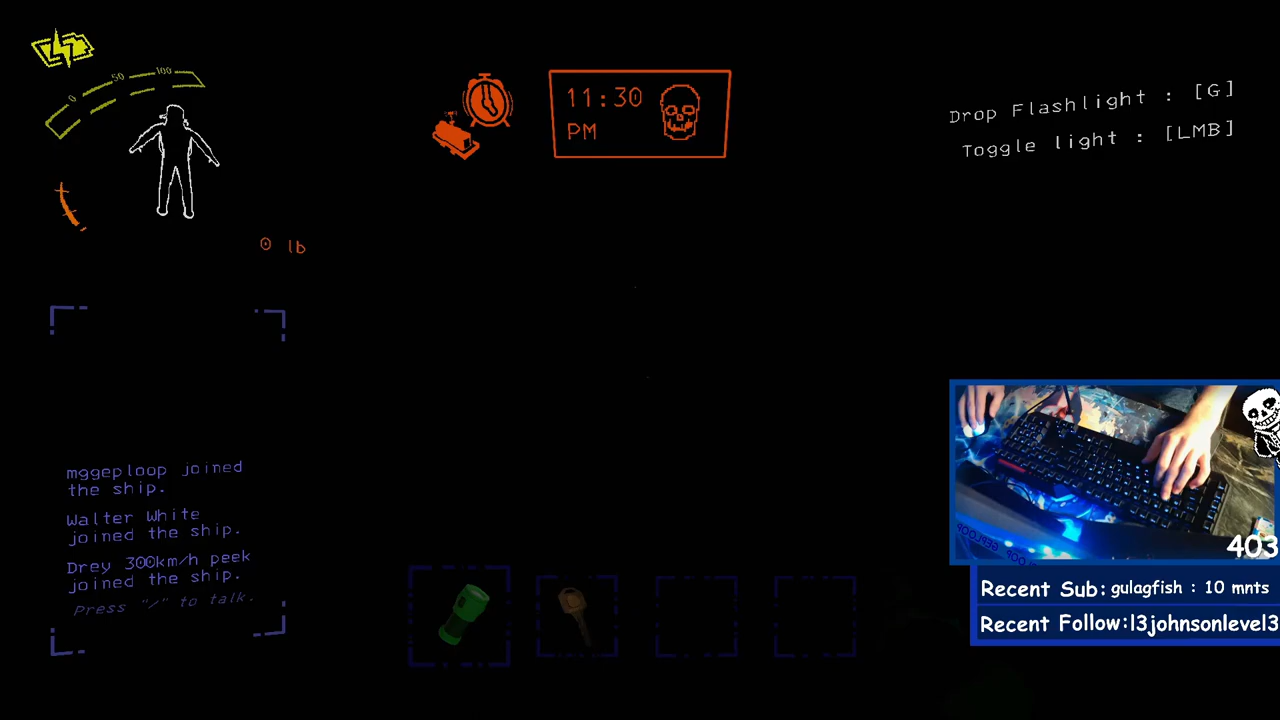 0 50 100
11:30
PM
Drop Flashlight : [G]
Toggle light : [LMB]
0 lb
mggeploop joined
the ship.
Walter White
joined the ship.
Drey 300km/h peek
joined the ship.
Press "/" to talk.
403
Recent Sub: gulagfish : 10 mnts
Recent Follow:l3johnsonlevel3